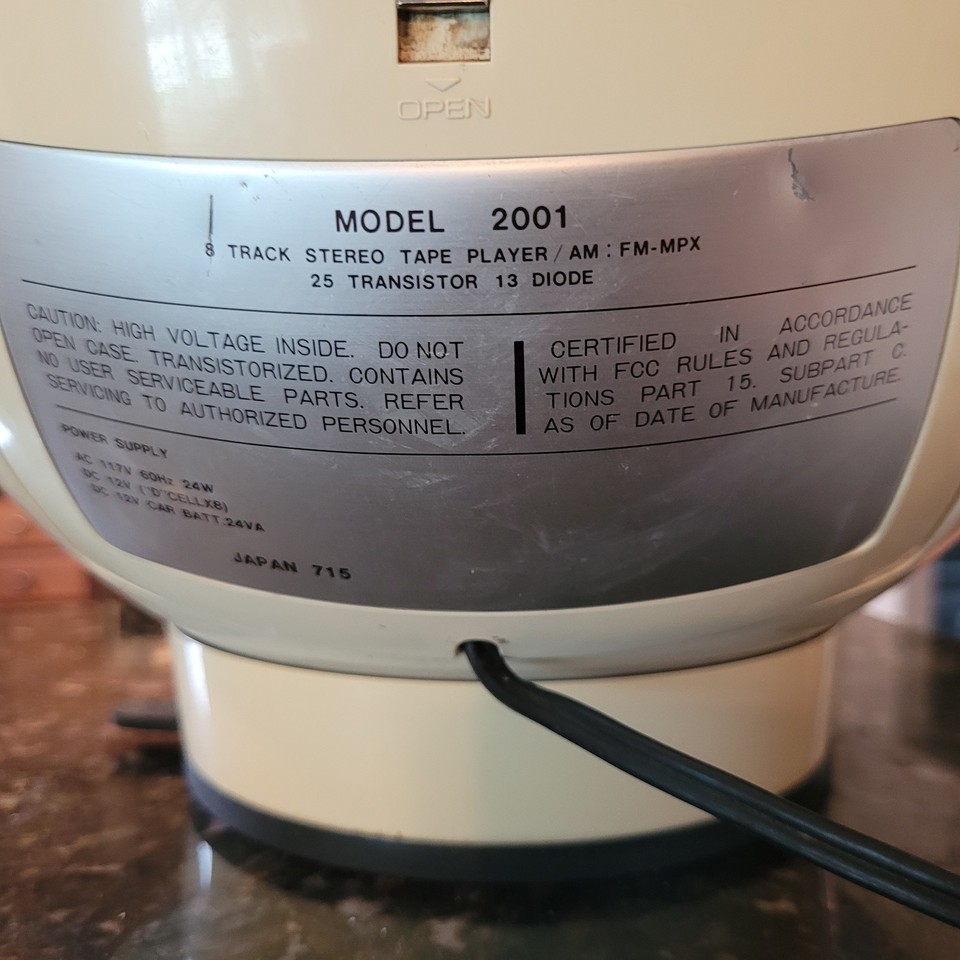 OPEN
MODEL 2001
8 TRACK STEREO TAPE PLAYER / AM : FM-MPX
25 TRANSISTOR 13 DIODE
CAUTION: HIGH VOLTAGE INSIDE. DO NOT
OPEN CASE. TRANSISTORIZED. CONTAINS
NO USER SERVICEABLE PARTS. REFER
SERVICING TO AUTHORIZED PERSONNEL.
CERTIFIED IN ACCORDANCE
WITH FCC RULES AND REGULA-
TIONS PART 15. SUBPART C.
AS OF DATE OF MANUFACTURE.
POWER SUPPLY
AC 117V 60Hz 24W
DC 12V ("D"CELLX8)
DC 12V CAR BATT.24VA
JAPAN 715